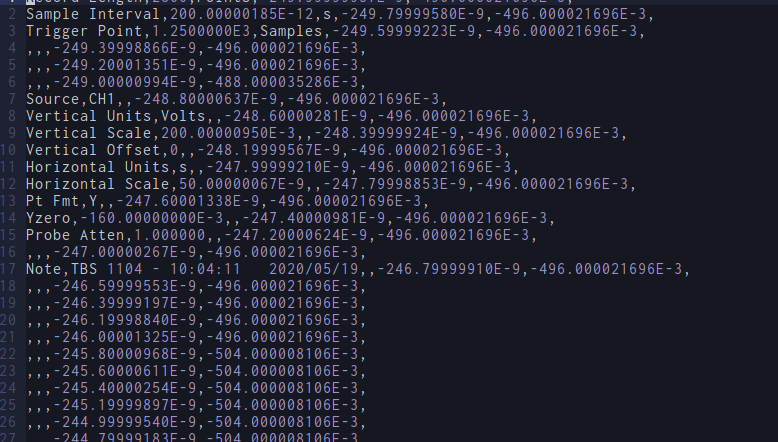 2 Sample Interval,200.00000185E-12,s,-249.79999580E-9,-496.000021696E-3,
3 Trigger Point,1.2500000E3,Samples,-249.59999223E-9,-496.000021696E-3,
4 ,,,-249.39998866E-9,-496.000021696E-3,
5 ,,,-249.20001351E-9,-496.000021696E-3,
6 ,,,-249.00000994E-9,-488.000035286E-3,
7 Source,CH1,,-248.80000637E-9,-496.000021696E-3,
8 Vertical Units,Volts,,-248.60000281E-9,-496.000021696E-3,
9 Vertical Scale,200.00000950E-3,,-248.39999924E-9,-496.000021696E-3,
10 Vertical Offset,0,,-248.19999567E-9,-496.000021696E-3,
11 Horizontal Units,s,,-247.99999210E-9,-496.000021696E-3,
12 Horizontal Scale,50.00000067E-9,,-247.79998853E-9,-496.000021696E-3,
13 Pt Fmt,Y,,-247.60001338E-9,-496.000021696E-3,
14 Yzero,-160.00000000E-3,,-247.40000981E-9,-496.000021696E-3,
15 Probe Atten,1.000000,,-247.20000624E-9,-496.000021696E-3,
16 ,,,-247.00000267E-9,-496.000021696E-3,
17 Note,TBS 1104 - 10:04:11   2020/05/19,,-246.79999910E-9,-496.000021696E-3,
18 ,,,-246.59999553E-9,-496.000021696E-3,
19 ,,,-246.39999197E-9,-496.000021696E-3,
20 ,,,-246.19998840E-9,-496.000021696E-3,
21 ,,,-246.00001325E-9,-496.000021696E-3,
22 ,,,-245.80000968E-9,-504.000008106E-3,
23 ,,,-245.60000611E-9,-504.000008106E-3,
24 ,,,-245.40000254E-9,-504.000008106E-3,
25 ,,,-245.19999897E-9,-504.000008106E-3,
26 ,,,-244.99999540E-9,-504.000008106E-3,
27 ,,,-244.79999183E-9,-504.000008106E-3,